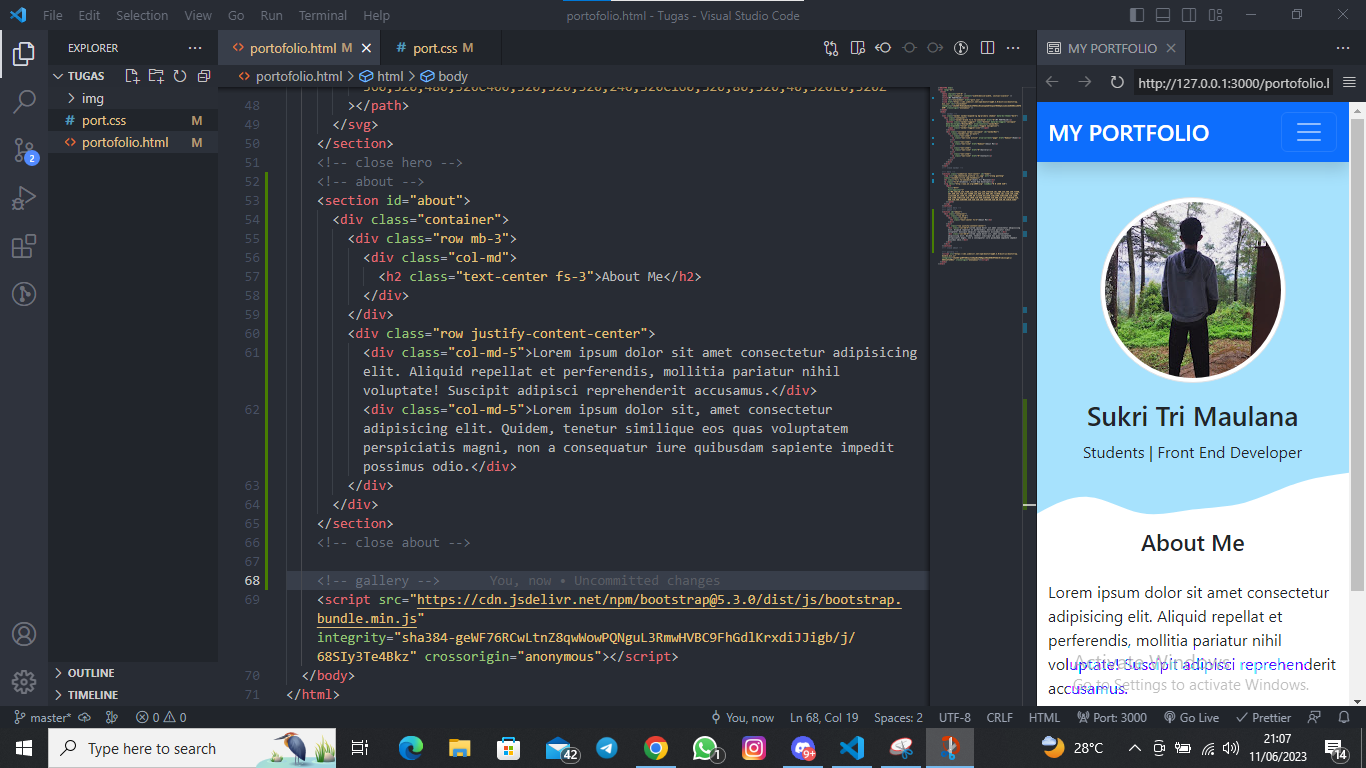 File Edit Selection View Go Run Terminal Help
portofolio.html - Tugas - Visual Studio Code
EXPLORER
TUGAS
img
port.css M
portofolio.html M
OUTLINE
TIMELINE
2
portofolio.html M
port.css M
portofolio.html > html > body
48 ></path>
49 </svg>
50 </section>
51 <!-- close hero -->
52 <!-- about -->
53 <section id="about">
54 <div class="container">
55 <div class="row mb-3">
56 <div class="col-md">
57 <h2 class="text-center fs-3">About Me</h2>
58 </div>
59 </div>
60 <div class="row justify-content-center">
61 <div class="col-md-5">Lorem ipsum dolor sit amet consectetur adipisicing
elit. Aliquid repellat et perferendis, mollitia pariatur nihil
voluptate! Suscipit adipisci reprehenderit accusamus.</div>
62 <div class="col-md-5">Lorem ipsum dolor sit, amet consectetur
adipisicing elit. Quidem, tenetur similique eos quas voluptatem
perspiciatis magni, non a consequatur iure quibusdam sapiente impedit
possimus odio.</div>
63 </div>
64 </div>
65 </section>
66 <!-- close about -->
67
68 <!-- gallery --> You, now • Uncommitted changes
69 <script src="https://cdn.jsdelivr.net/npm/bootstrap@5.3.0/dist/js/bootstrap.
bundle.min.js"
integrity="sha384-geWF76RCwLtnZ8qwWowPQNguL3RmwHVBC9FhGdlKrxdiJJigb/j/
68SIy3Te4Bkz" crossorigin="anonymous"></script>
70 </body>
71 </html>
MY PORTFOLIO
http://127.0.0.1:3000/portofolio.l
MY PORTFOLIO
Sukri Tri Maulana
Students | Front End Developer
About Me
Lorem ipsum dolor sit amet consectetur
adipisicing elit. Aliquid repellat et
perferendis, mollitia pariatur nihil
voluptate! Suscipit adipisci reprehenderit
accusamus.
Activate Windows
Go to Settings to activate Windows.
master* 0 0 You, now Ln 68, Col 19 Spaces: 2 UTF-8 CRLF HTML Port: 3000 Go Live Prettier
Type here to search
42
1
9+
28°C
21:07
11/06/2023
14